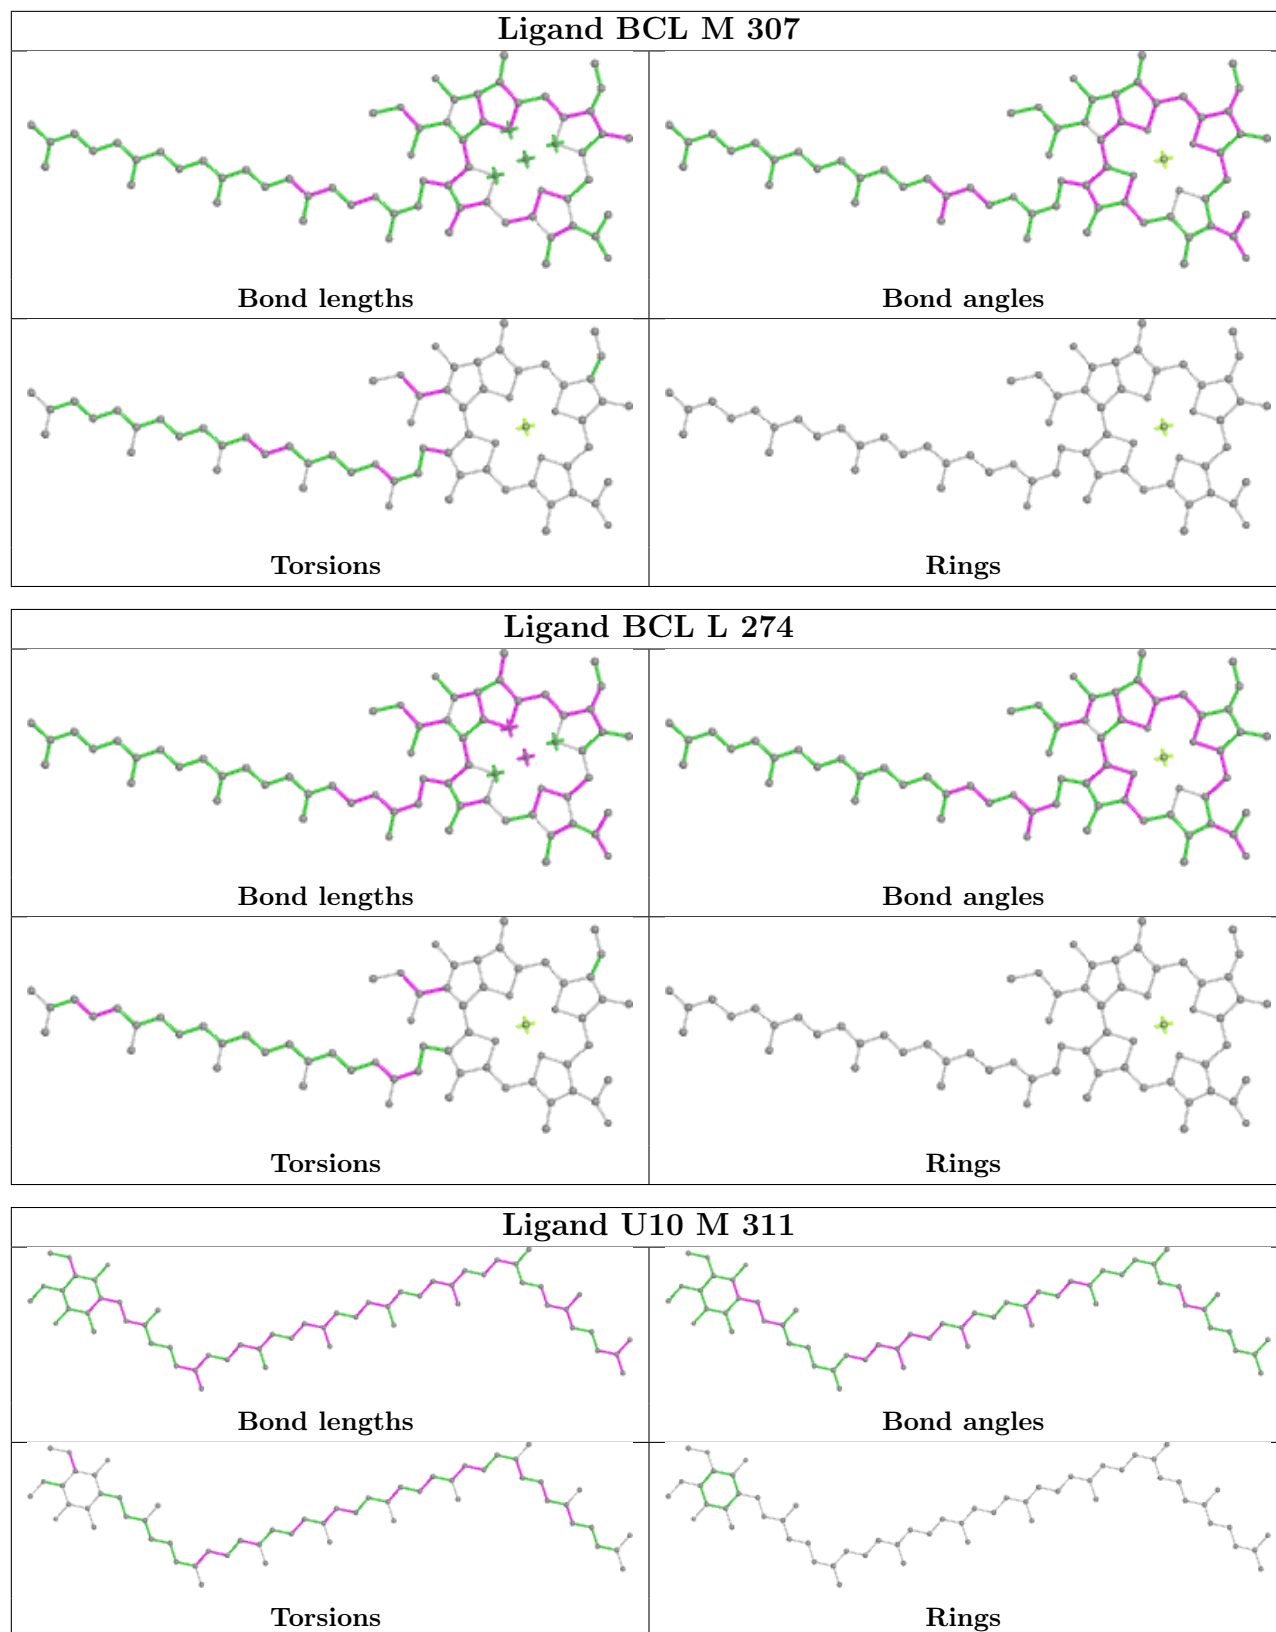 Ligand BCL M 307
Bond lengths
Bond angles
Torsions
Rings
Ligand BCL L 274
Bond lengths
Bond angles
Torsions
Rings
Ligand U10 M 311
Bond lengths
Bond angles
Torsions
Rings